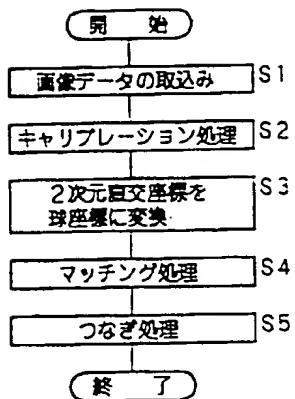 開 始
画像データの取込み S1
キャリブレーション処理 S2
2次元直交座標を S3
球座標に変換
マッチング処理 S4
つなぎ処理 S5
終 了